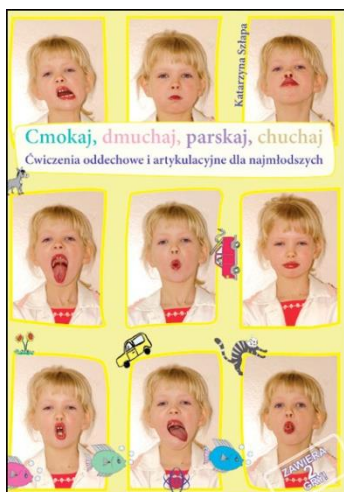 Katarzyna Szłapa
Cmokaj, dmuchaj, parskaj, chuchaj
Ćwiczenia oddechowe i artykulacyjne dla najmłodszych
ZAWIERA
2
GRY!